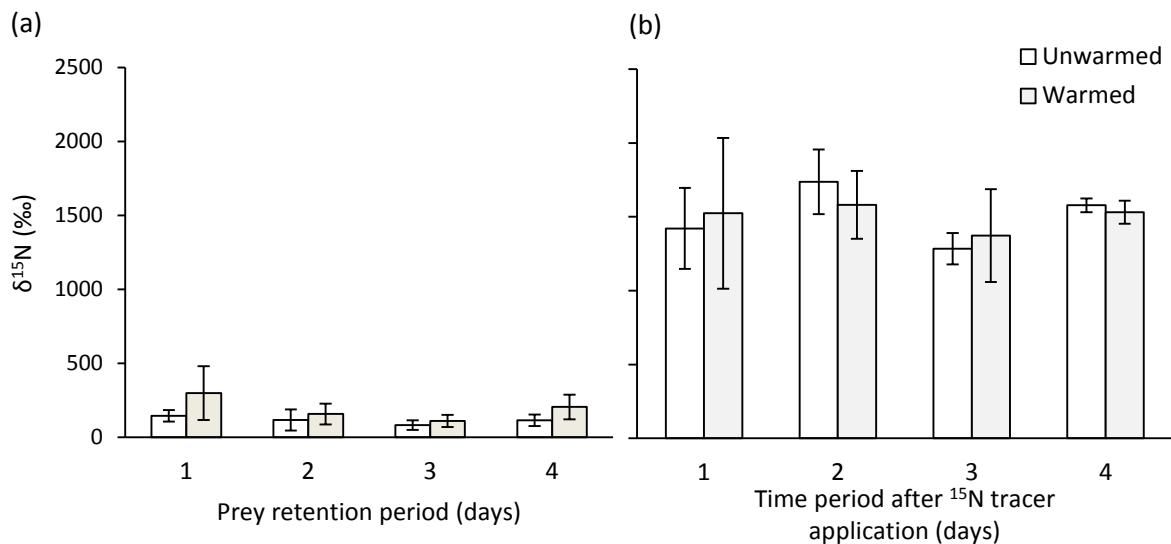 (a)
(b)
Unwarmed
Warmed
2500
2000
1500
1000
500
0
δ¹⁵N (‰)
1 2 3 4
Prey retention period (days)
1 2 3 4
Time period after ¹⁵N tracer
application (days)